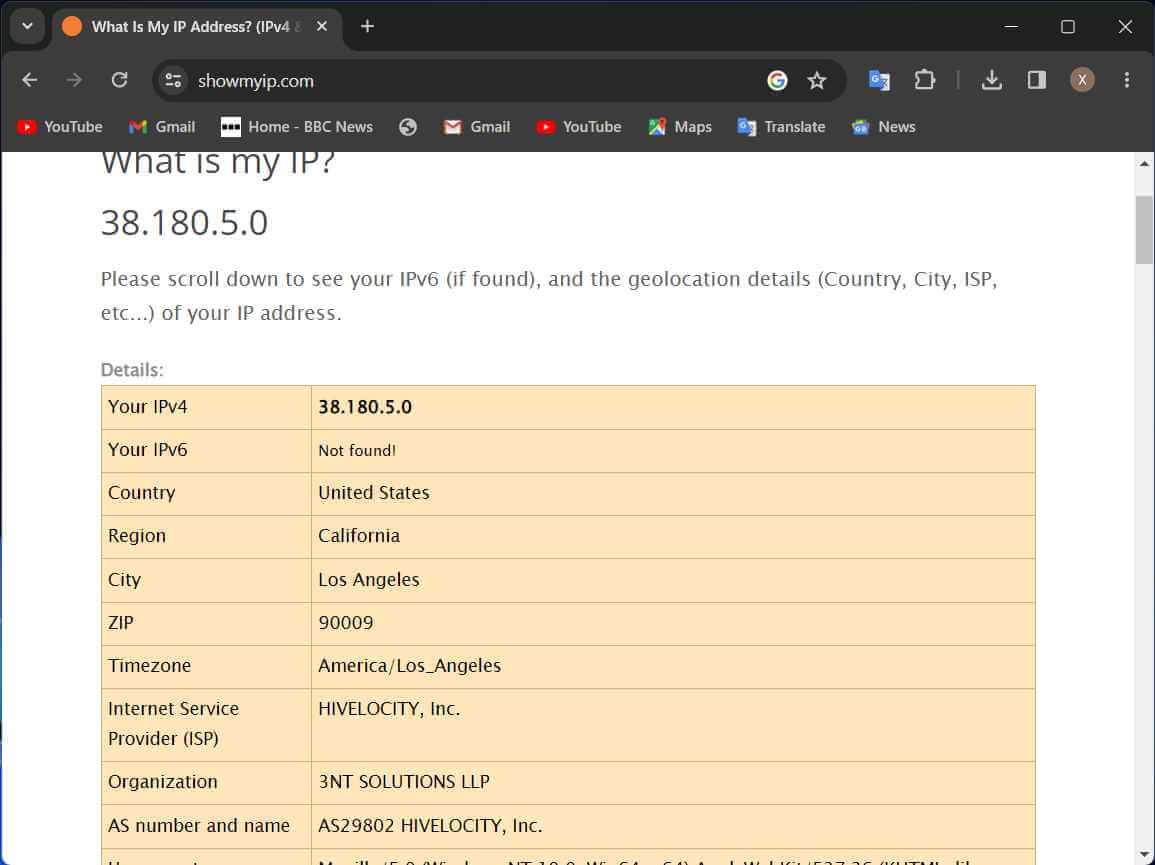 What Is My IP Address? (IPv4 &
showmyip.com
X
YouTube Gmail Home - BBC News Gmail YouTube Maps Translate News
What is my IP?
38.180.5.0
Please scroll down to see your IPv6 (if found), and the geolocation details (Country, City, ISP,
etc...) of your IP address.
Details:
Your IPv4 38.180.5.0
Your IPv6 Not found!
Country United States
Region California
City Los Angeles
ZIP 90009
Timezone America/Los_Angeles
Internet Service HIVELOCITY, Inc.
Provider (ISP)
Organization 3NT SOLUTIONS LLP
AS number and name AS29802 HIVELOCITY, Inc.